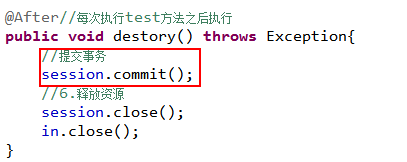 @After//每次执行test方法之后执行
public void destory() throws Exception{
//提交事务
session.commit();
//6.释放资源
session.close();
in.close();
}